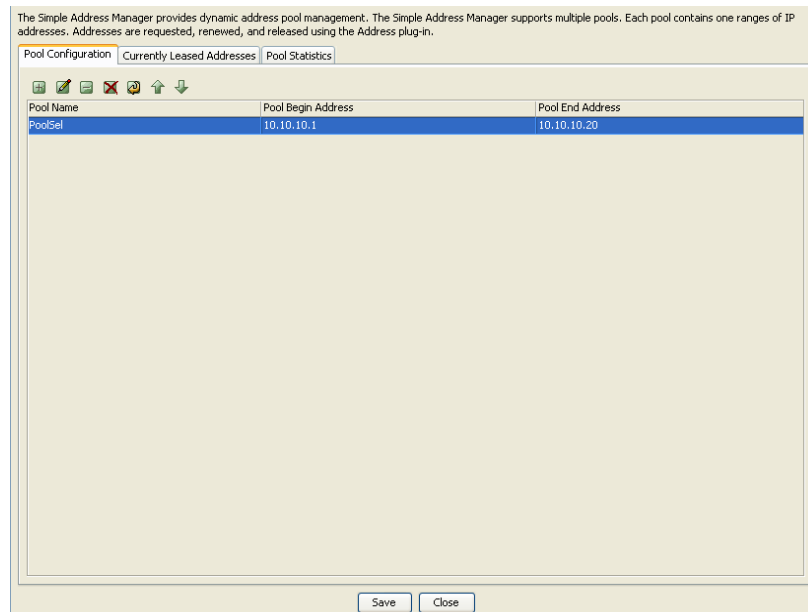 The Simple Address Manager provides dynamic address pool management. The Simple Address Manager supports multiple pools. Each pool contains one ranges of IP
addresses. Addresses are requested, renewed, and released using the Address plug-in.
Pool Configuration Currently Leased Addresses Pool Statistics
Pool Name Pool Begin Address Pool End Address
PoolSel 10.10.10.1 10.10.10.20
Save Close